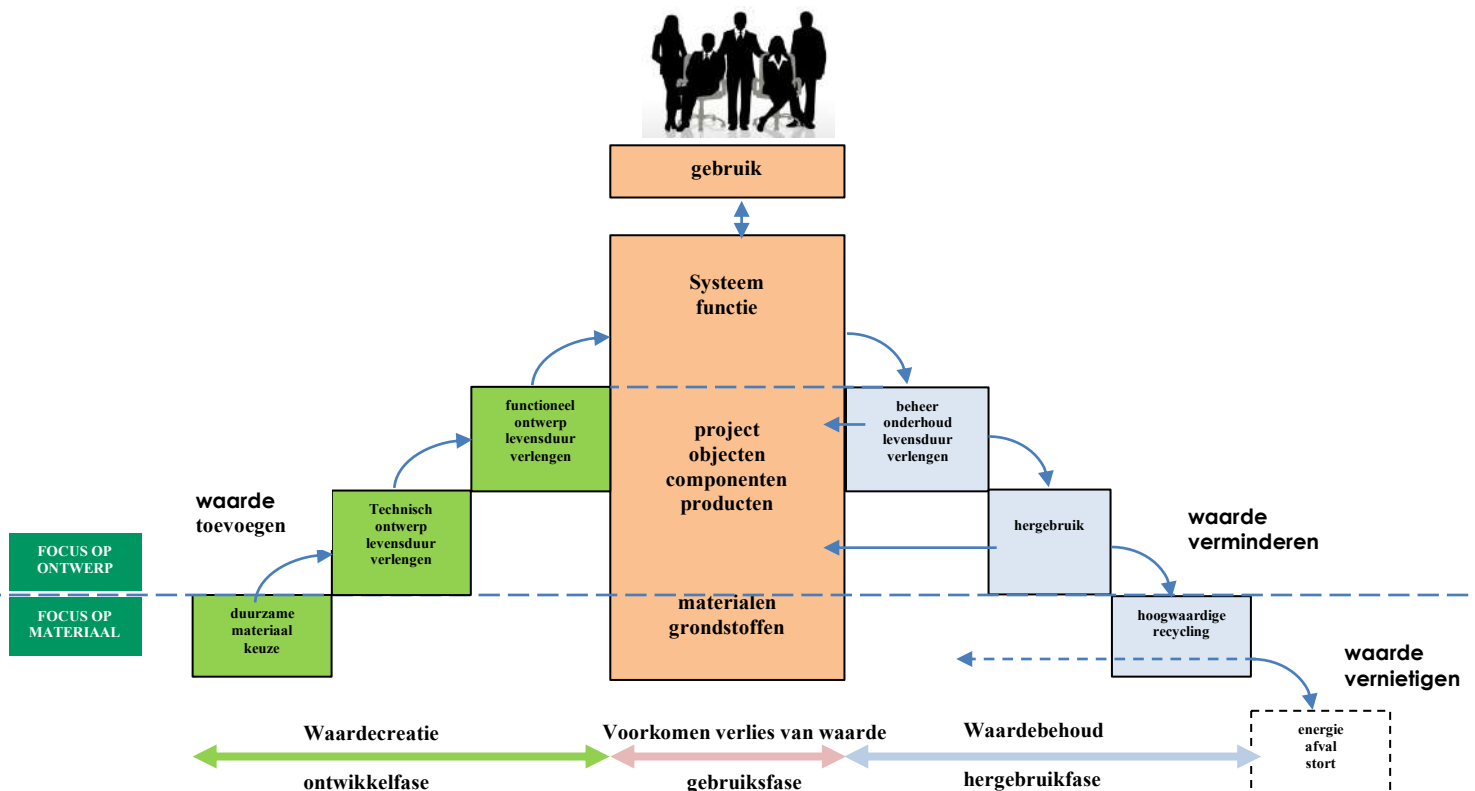 gebruik
Systeem
functie
functioneel
ontwerp
levensduur
verlengen
beheer
onderhoud
levensduur
verlengen
project
objecten
componenten
producten
waarde
toevoegen
Technisch
ontwerp
levensduur
verlengen
hergebruik
waarde
verminderen
FOCUS OP
ONTWERP
FOCUS OP
MATERIAAL
duurzame
materiaal
keuze
materialen
grondstoffen
hoogwaardige
recycling
waarde
vernietigen
Waardecreatie
Voorkomen verlies van waarde
Waardebehoud
energie
afval
stort
ontwikkelfase
gebruiksfase
hergebruikfase